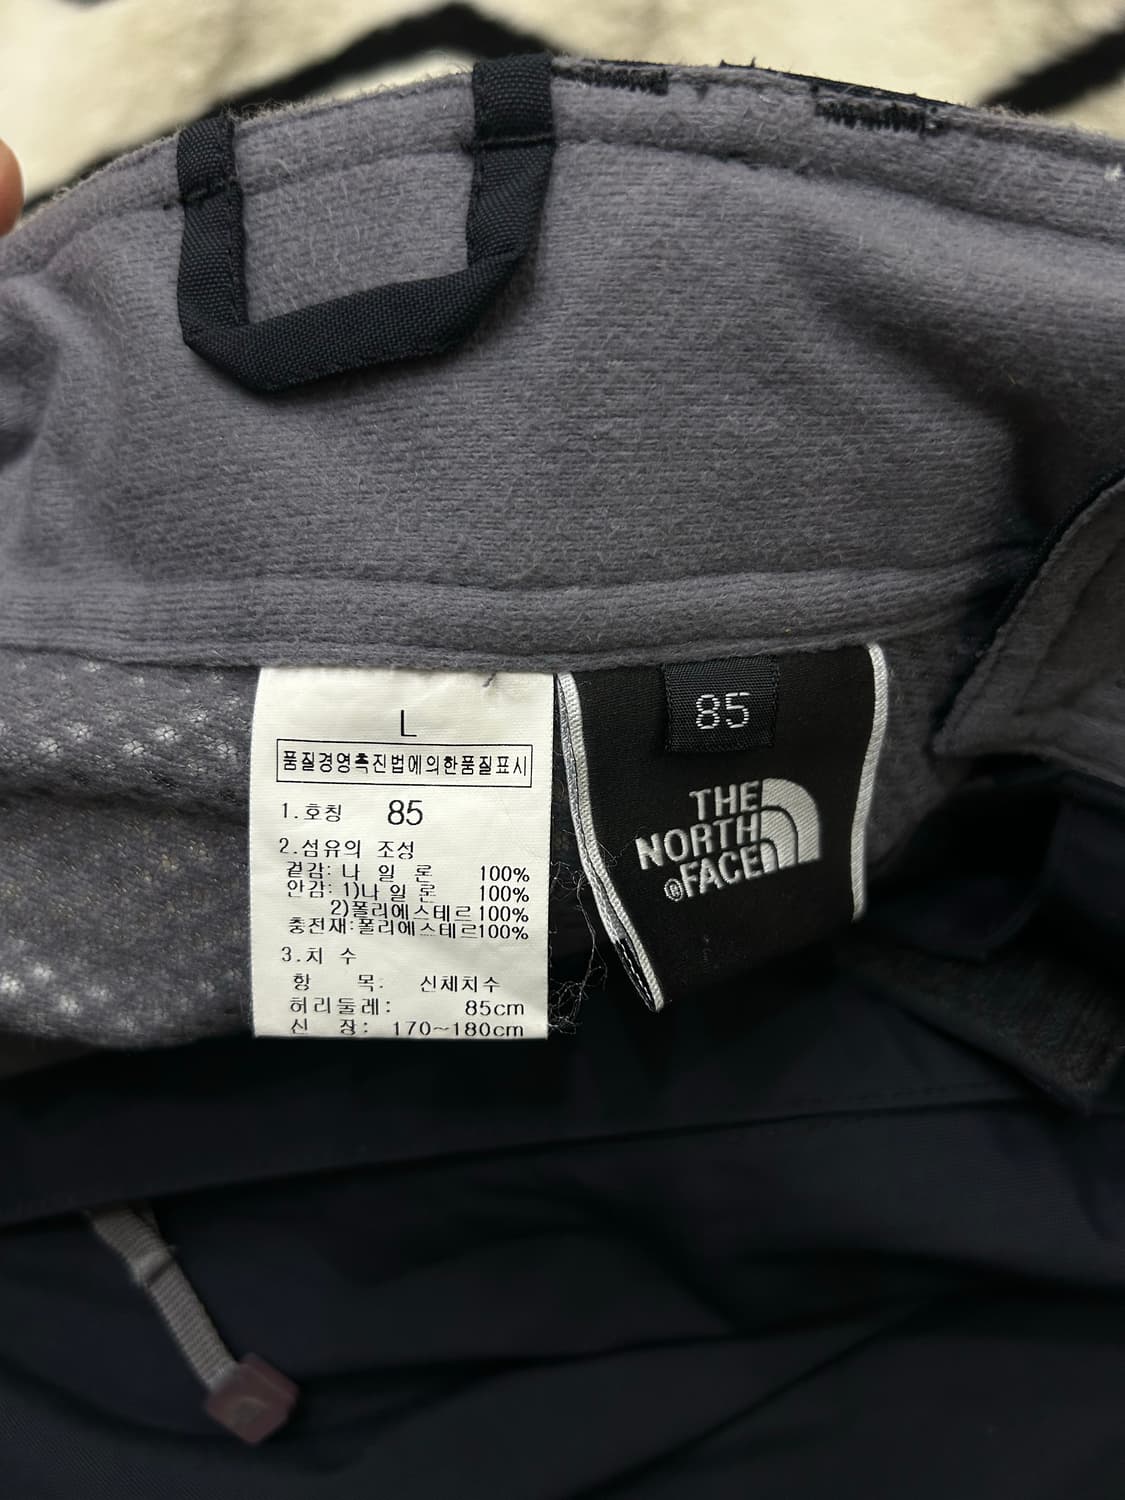 L
품질경영촉진법에의한품질표시
1.호칭 85
2.섬유의 조성
겉감: 나 일 론 100%
안감: 1)나 일 론 100%
2)폴리에스테르 100%
충전재:폴리에스테르100%
3.치 수
항 목: 신체치수
허리둘레: 85cm
신 장: 170~180cm
85
THE
NORTH
®FACE